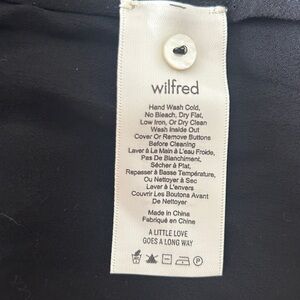 wilfred
Hand Wash Cold,
No Bleach, Dry Flat,
Low Iron, Or Dry Clean
Wash Inside Out
Cover Or Remove Buttons
Before Cleaning
Laver à La Main à L'eau Froide,
Pas De Blanchiment,
Sécher à Plat,
Repasser à Basse Température,
Ou Nettoyer à Sec
Laver à L'envers
Couvrir Les Boutons Avant
De Nettoyer
Made in China
Fabriqué en Chine
A LITTLE LOVE
GOES A LONG WAY
P